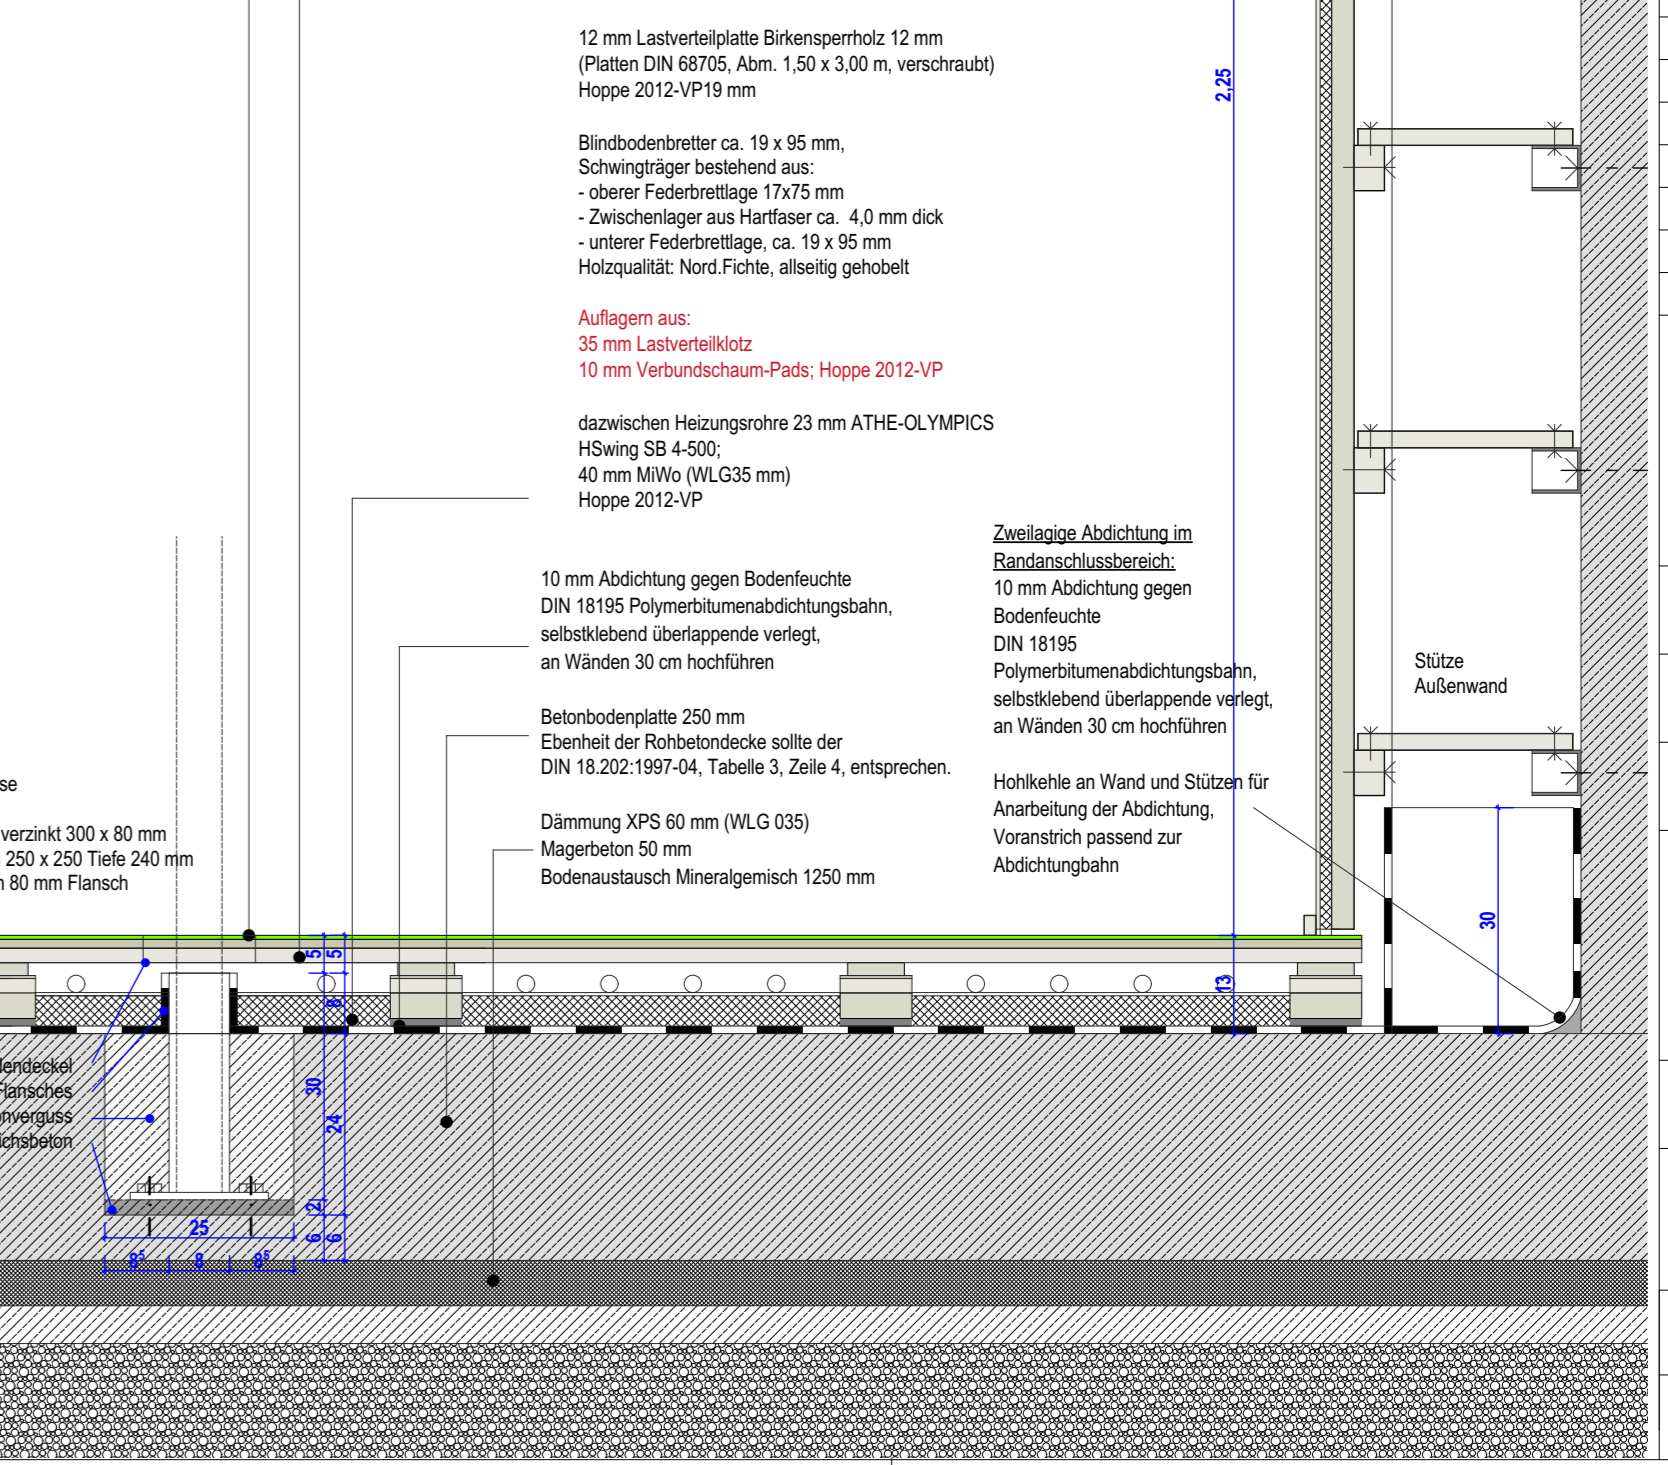 12 mm Lastverteilplatte Birkensperrholz 12 mm
(Platten DIN 68705, Abm. 1,50 x 3,00 m, verschraubt)
Hoppe 2012-VP19 mm
Blindbodenbretter ca. 19 x 95 mm,
Schwingträger bestehend aus:
- oberer Federbrettlage 17x75 mm
- Zwischenlager aus Hartfaser ca. 4,0 mm dick
- unterer Federbrettlage, ca. 19 x 95 mm
Holzqualität: Nord.Fichte, allseitig gehobelt
Auflagern aus:
35 mm Lastverteilklotz
10 mm Verbundschaum-Pads; Hoppe 2012-VP
dazwischen Heizungsrohre 23 mm ATHE-OLYMPICS
HSwing SB 4-500;
40 mm MiWo (WLG35 mm)
Hoppe 2012-VP
10 mm Abdichtung gegen Bodenfeuchte
DIN 18195 Polymerbitumenabdichtungsbahn,
selbstklebend überlappende verlegt,
an Wänden 30 cm hochführen
Betonbodenplatte 250 mm
Ebenheit der Rohbetondecke sollte der
DIN 18.202:1997-04, Tabelle 3, Zeile 4, entsprechen.
Dämmung XPS 60 mm (WLG 035)
Magerbeton 50 mm
Bodenaustausch Mineralgemisch 1250 mm
Zweilagige Abdichtung im
Randanschlussbereich:
10 mm Abdichtung gegen
Bodenfeuchte
DIN 18195
Polymerbitumenabdichtungsbahn,
selbstklebend überlappende verlegt,
an Wänden 30 cm hochführen
Hohlkehle an Wand und Stützen für
Anarbeitung der Abdichtung,
Voranstrich passend zur
Abdichtungbahn
Stütze
Außenwand
2,25
13
30
se
verzinkt 300 x 80 mm
250 x 250 Tiefe 240 mm
80 mm Flansch
lendeckel
Flansches
onverguss
ichsbeton
5 5
8
30
24
2
6 6
25
8⁵ 8 8⁵